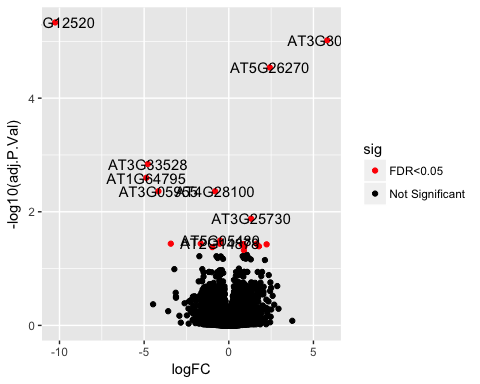 G12520
AT3G30
AT5G26270
AT3G33528
AT1G64795
AT3G05955
AT4G28100
AT3G25730
AT5G05480
-10
-5
0
5
0
2
4
logFC
-log10(adj.P.Val)
sig
FDR<0.05
Not Significant